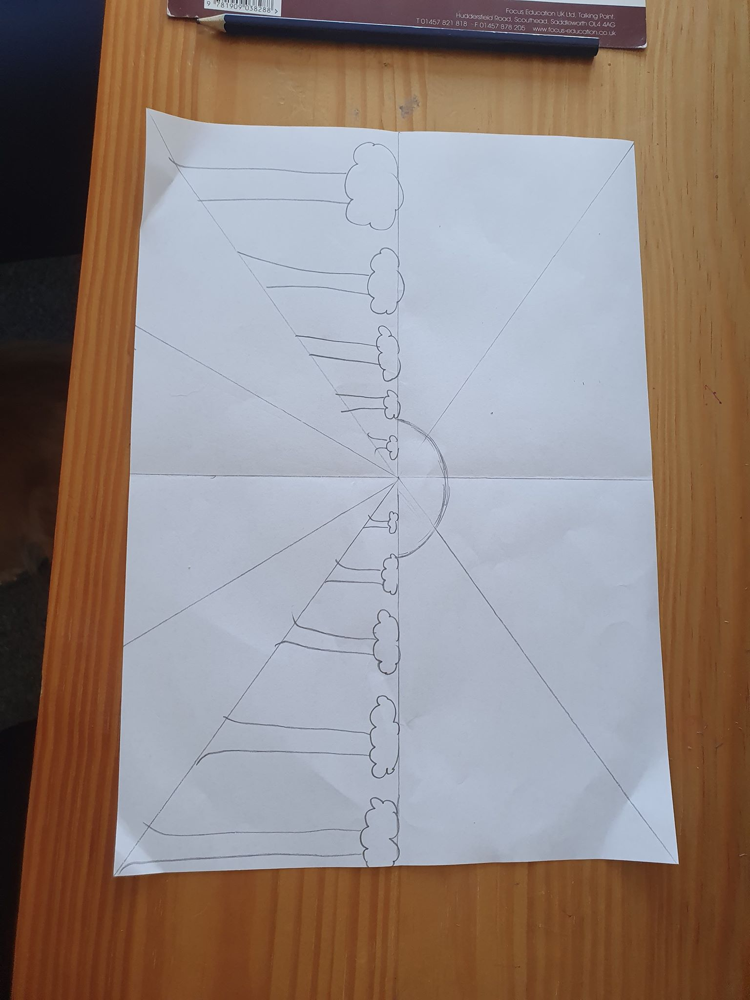 9 781909 038288 >
Focus Education UK Ltd, Talking Point,
Huddersfield Road, Scouthead, Saddleworth OL4 4AG
T 01457 821 818 - F 01457 878 205 www.focus-education.co.uk